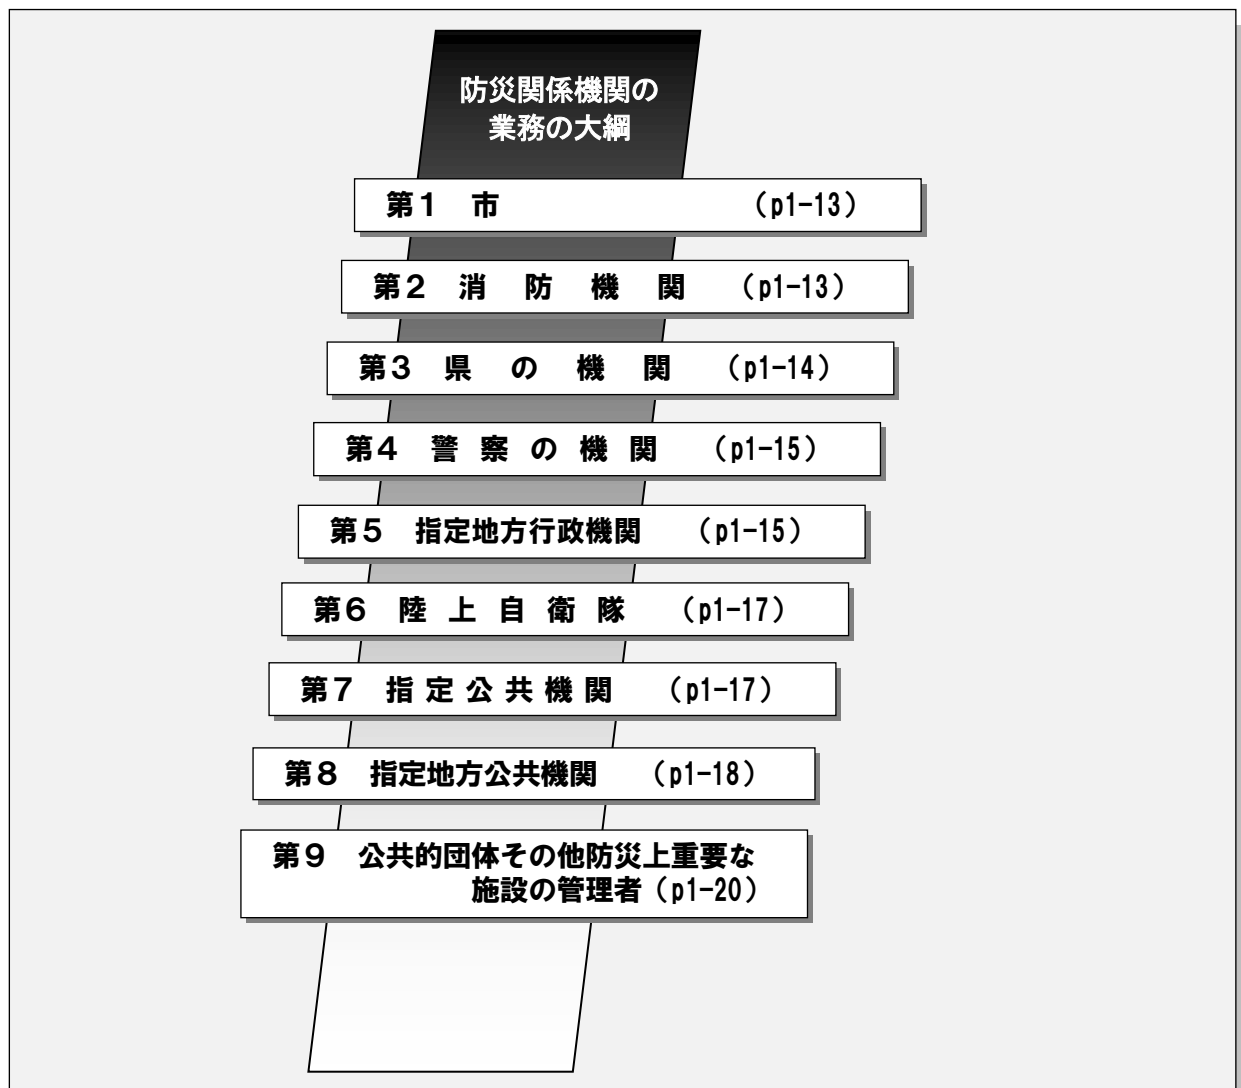 防災関係機関の
業務の大綱
第1 市 (p1-13)
第2 消防機関 (p1-13)
第3 県の機関 (p1-14)
第4 警察の機関 (p1-15)
第5 指定地方行政機関 (p1-15)
第6 陸上自衛隊 (p1-17)
第7 指定公共機関 (p1-17)
第8 指定地方公共機関 (p1-18)
第9 公共的団体その他防災上重要な
施設の管理者(p1-20)